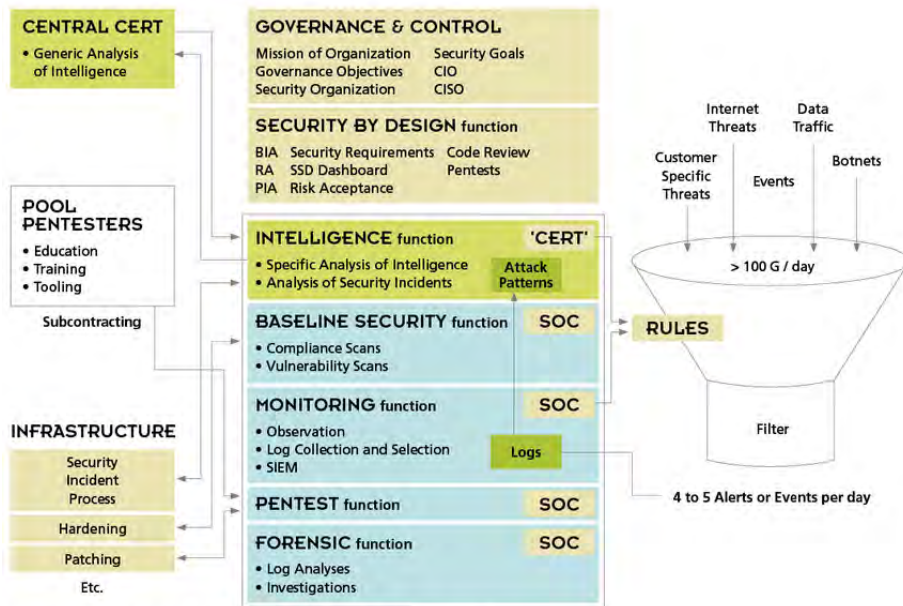 CENTRAL CERT
• Generic Analysis
of Intelligence
GOVERNANCE & CONTROL
Mission of Organization Security Goals
Governance Objectives CIO
Security Organization CISO
SECURITY BY DESIGN function
BIA Security Requirements Code Review
RA SSD Dashboard Pentests
PIA Risk Acceptance
POOL
PENTESTERS
• Education
• Training
• Tooling
Subcontracting
INTELLIGENCE function 'CERT'
• Specific Analysis of Intelligence
• Analysis of Security Incidents
Attack
Patterns
BASELINE SECURITY function SOC
• Compliance Scans
• Vulnerability Scans
MONITORING function SOC
• Observation
• Log Collection and Selection
• SIEM
Logs
PENTEST function SOC
FORENSIC function SOC
• Log Analyses
• Investigations
INFRASTRUCTURE
Security
Incident
Process
Hardening
Patching
Etc.
Internet
Threats
Data
Traffic
Customer
Specific
Threats
Events
Botnets
> 100 G / day
RULES
Filter
4 to 5 Alerts or Events per day